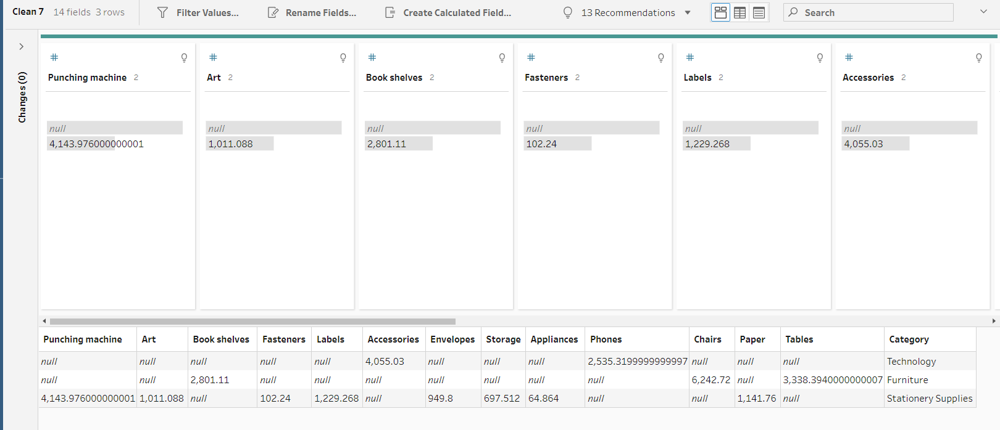 Clean 7 14 fields 3 rows Filter Values... Rename Fields... Create Calculated Field... 13 Recommendations Search
Changes (0)
Punching machine 2 Art 2 Book shelves 2 Fasteners 2 Labels 2 Accessories 2
null null null null null null
4,143.976000000001 1,011.088 2,801.11 102.24 1,229.268 4,055.03
Punching machine Art Book shelves Fasteners Labels Accessories Envelopes Storage Appliances Phones Chairs Paper Tables Category
null null null null null 4,055.03 null null null 2,535.3199999999997 null null null Technology
null null 2,801.11 null null null null null null null 6,242.72 null 3,338.3940000000007 Furniture
4,143.976000000001 1,011.088 null 102.24 1,229.268 null 949.8 697.512 64.864 null null 1,141.76 null Stationery Supplies